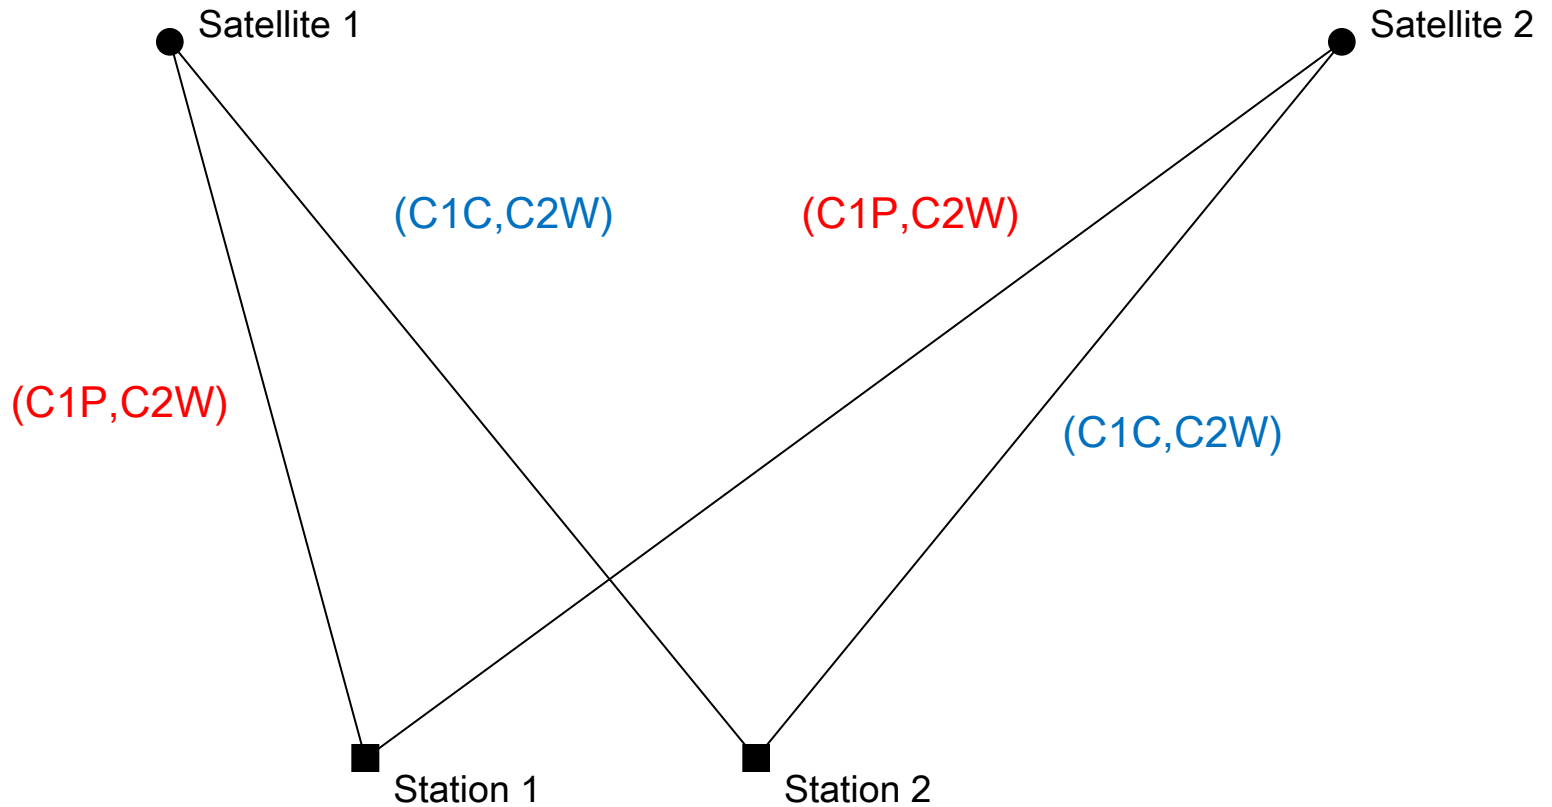 Satellite 1
Satellite 2
(C1C,C2W)
(C1P,C2W)
(C1P,C2W)
(C1C,C2W)
Station 1
Station 2